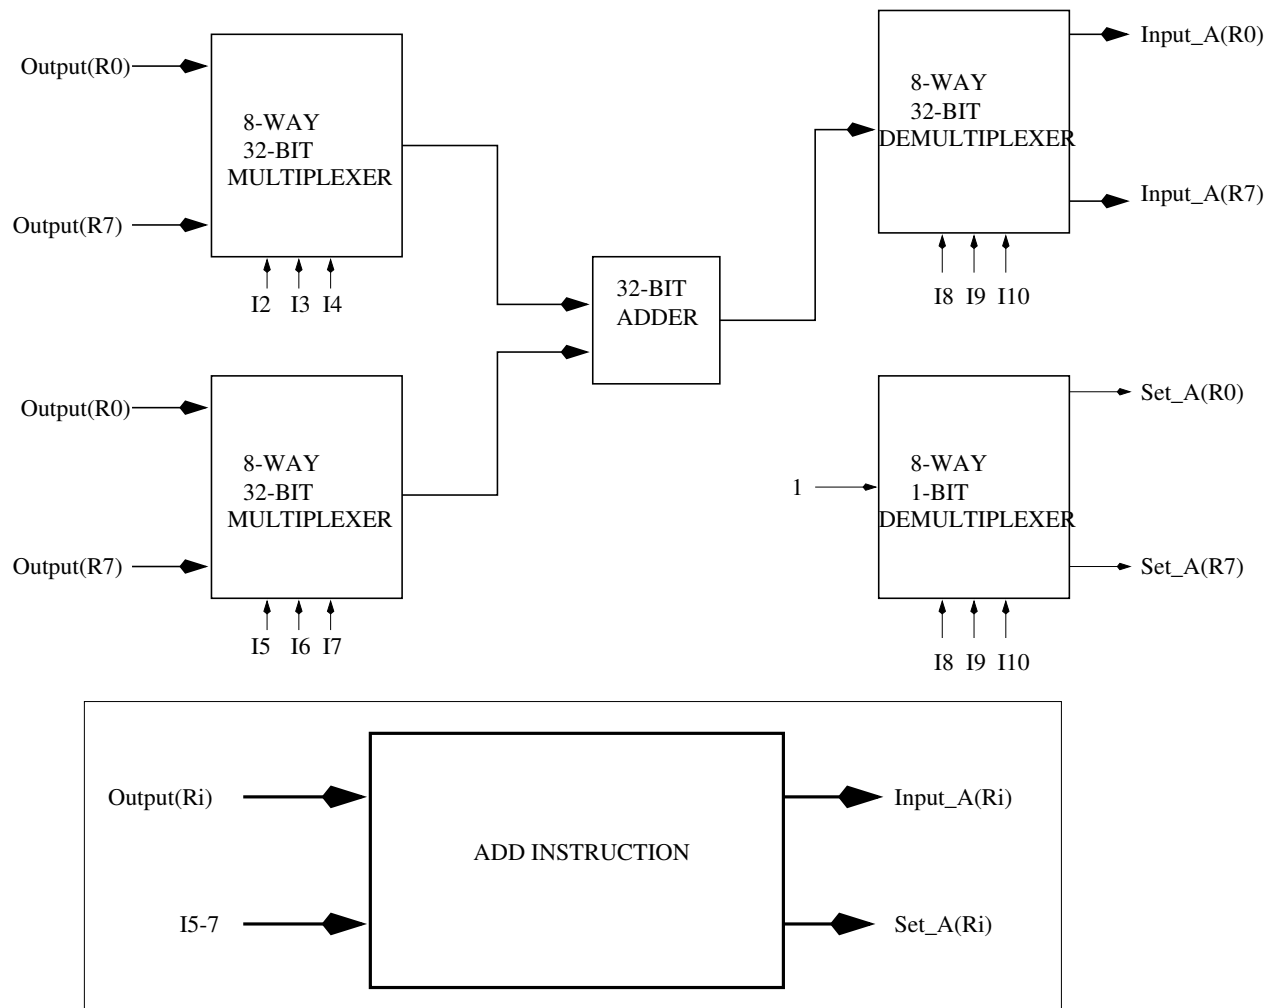 Output(R0)
8-WAY
32-BIT
MULTIPLEXER
Output(R7)
I2 I3 I4
8-WAY
32-BIT
DEMULTIPLEXER
Input_A(R0)
Input_A(R7)
I8 I9 I10
32-BIT
ADDER
Output(R0)
8-WAY
32-BIT
MULTIPLEXER
Output(R7)
I5 I6 I7
1
8-WAY
1-BIT
DEMULTIPLEXER
Set_A(R0)
Set_A(R7)
I8 I9 I10
Output(Ri)
I5-7
ADD INSTRUCTION
Input_A(Ri)
Set_A(Ri)